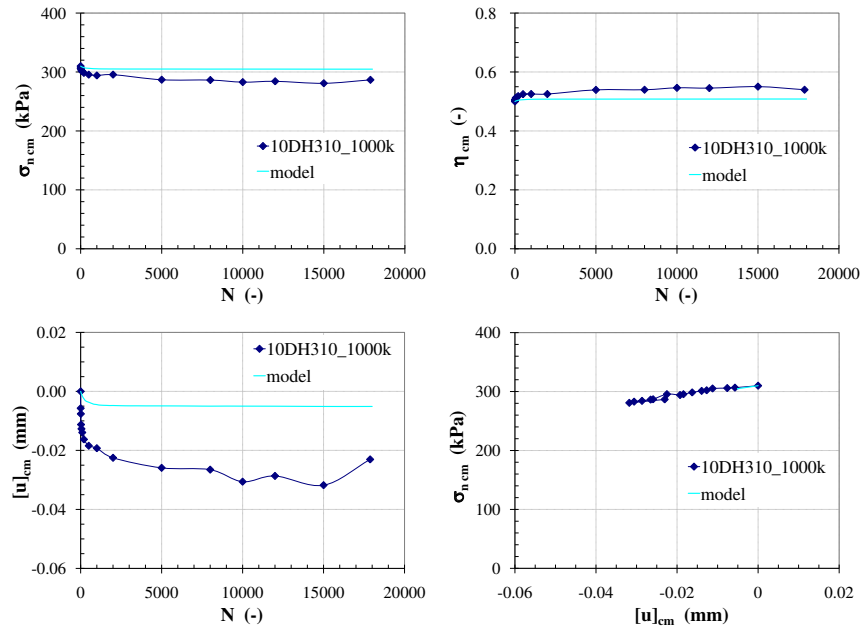 400
300
200
100
0
0
5000
10000
15000
20000
σn cm (kPa)
N (-)
10DH310_1000k
model
0.8
0.6
0.4
0.2
0.0
0
5000
10000
15000
20000
ηcm (-)
N (-)
10DH310_1000k
model
0.02
0.00
-0.02
-0.04
-0.06
0
5000
10000
15000
20000
[u]cm (mm)
N (-)
10DH310_1000k
model
400
300
200
100
0
-0.06
-0.04
-0.02
0
0.02
σn cm (kPa)
[u]cm (mm)
10DH310_1000k
model